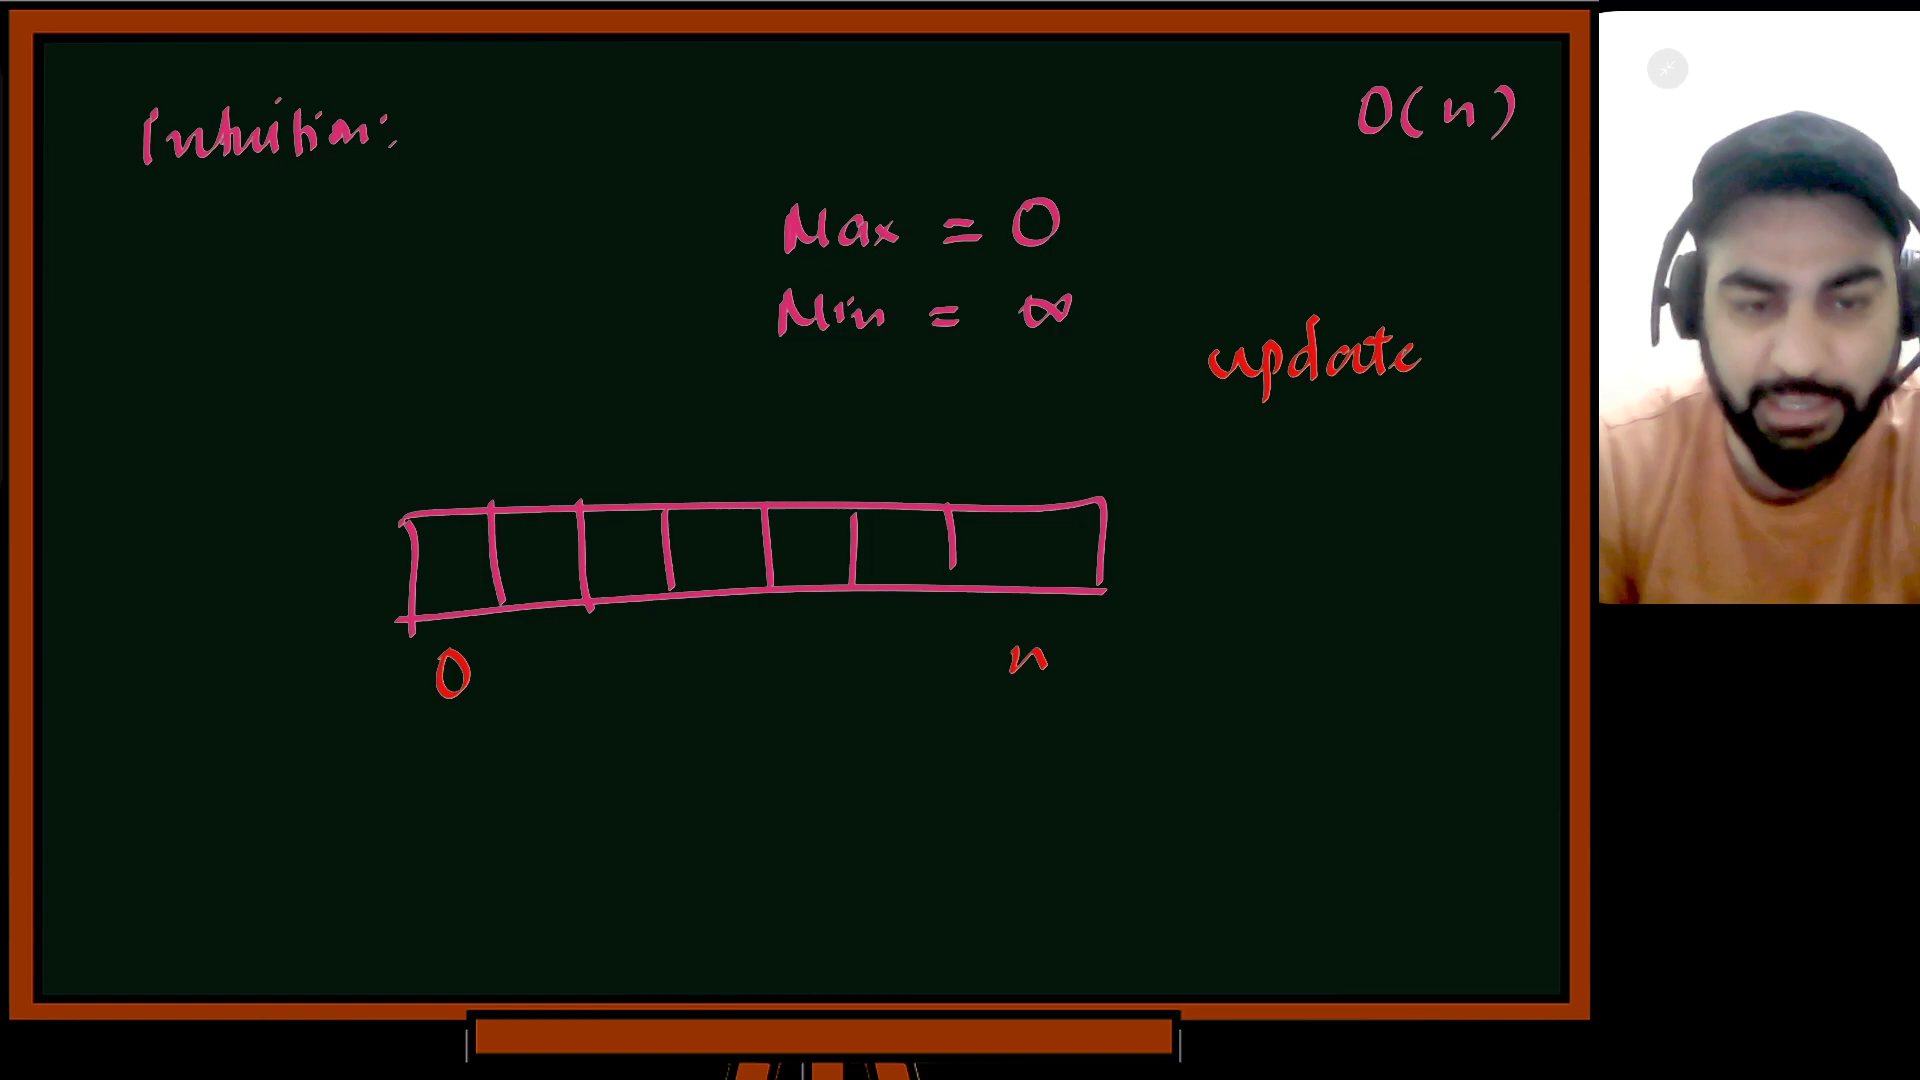 Intuition:
O(n)
Max = 0
Min = ∞
update
0
n